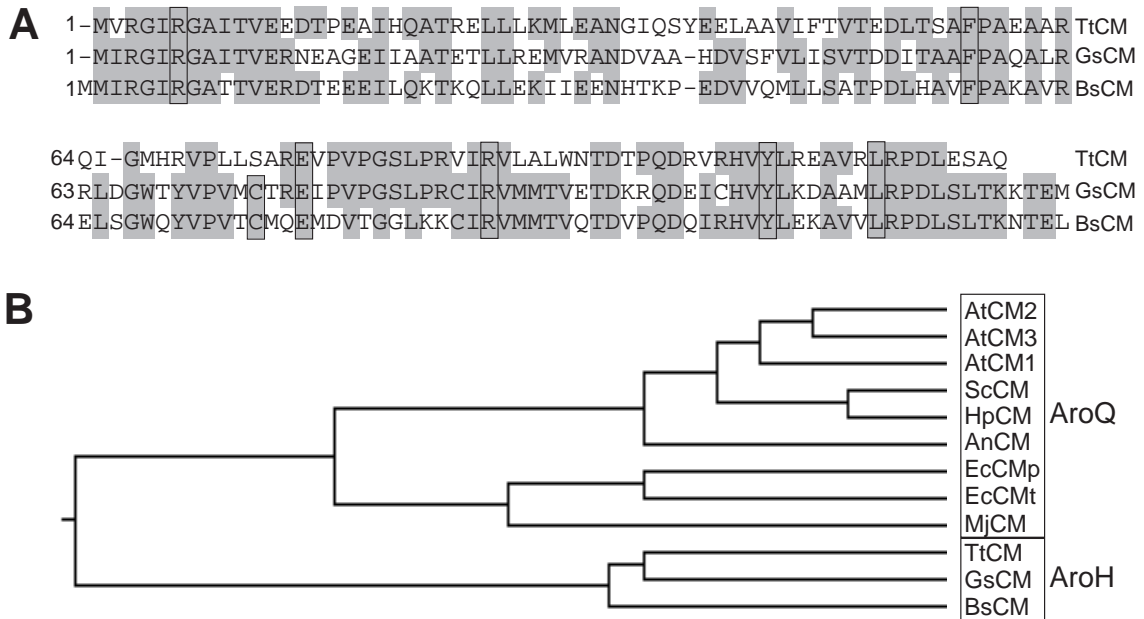 A
1-MVRGIRGAITVEEDTPEAIHQATRELLLKMLEANGIQSYEELAAVIFTVTEDLTSAFPAEAAR TtCM
1-MIRGIRGAITVERNEAGEIIAATETLLREMVRANDVAA-HDVSFVLISVTDDITAAFPAQALR GsCM
1MMIRGIRGATTVERDTEEEILQKTKQLLEKIIEENHTKP-EDVVQMLLSATPDLHAVFPAKAVR BsCM
64QI-GMHRVPLLSAREVPVPGSLPRVIRVLALWNTDTPQDRVRHVYLREAVRLRPDLESAQ TtCM
63RLDGWTYVPVMCTREIPVPGSLPRCIRVMMTVETDKRQDEICHVYLKDAAMLRPDLSLTKKTEM GsCM
64ELSGWQYVPVTCMQEMDVTGGLKKCIRVMMTVQTDVPQDQIRHVYLEKAVVLRPDLSLTKNTEL BsCM
B
AtCM2
AtCM3
AtCM1
ScCM
HpCM
AroQ
AnCM
EcCMp
EcCMt
MjCM
TtCM
GsCM
AroH
BsCM